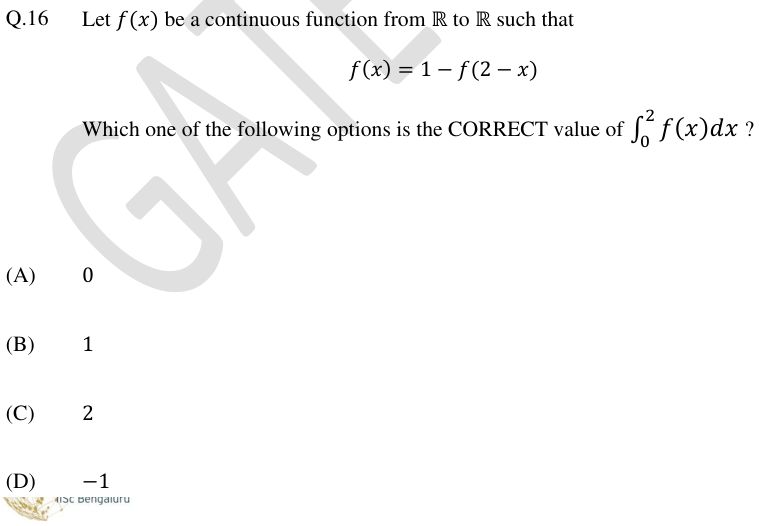 Q.16 Let f(x) be a continuous function from ℝ to ℝ such that
f(x) = 1 − f(2 − x)
Which one of the following options is the CORRECT value of ∫₀² f(x)dx ?
(A) 0
(B) 1
(C) 2
(D) −1
IISc Bengaluru
GATE